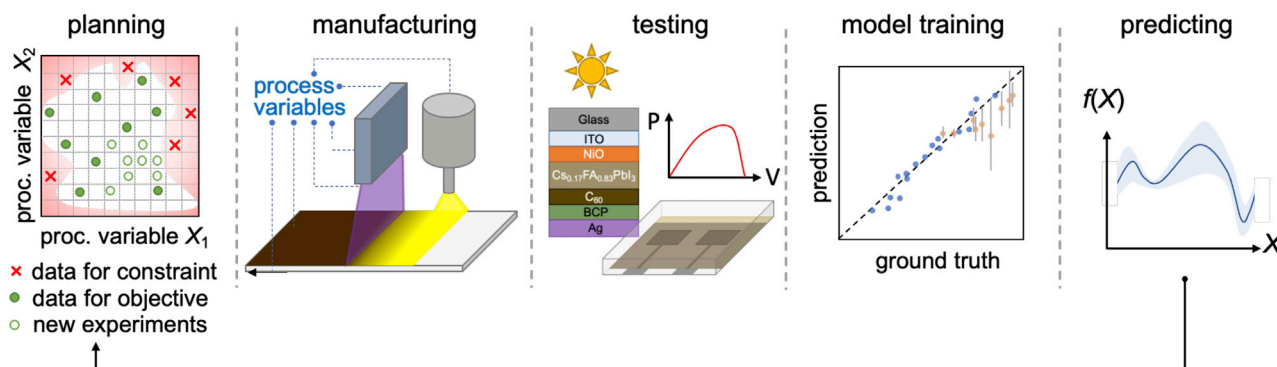 planning
proc. variable X₂
proc. variable X₁
data for constraint
data for objective
new experiments
manufacturing
process
variables
testing
Glass
ITO
NiO
Cs₀.₁₇FA₀.₈₃PbI₃
C₆₀
BCP
Ag
P
V
model training
prediction
ground truth
predicting
f(X)
X